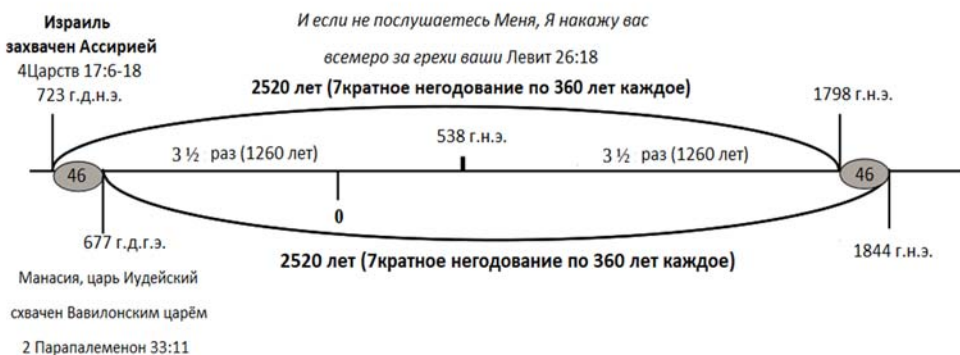 Израиль
захвачен Ассирией
4Царств 17:6-18
723 г.д.н.э.
И если не послушаетесь Меня, Я накажу вас
всемеро за грехи ваши Левит 26:18
2520 лет (7кратное негодование по 360 лет каждое)
1798 г.н.э.
538 г.н.э.
3 ½ раз (1260 лет)
3 ½ раз (1260 лет)
46
46
0
677 г.д.г.э.
2520 лет (7кратное негодование по 360 лет каждое)
1844 г.н.э.
Манасия, царь Иудейский
схвачен Вавилонским царём
2 Парапалеменон 33:11